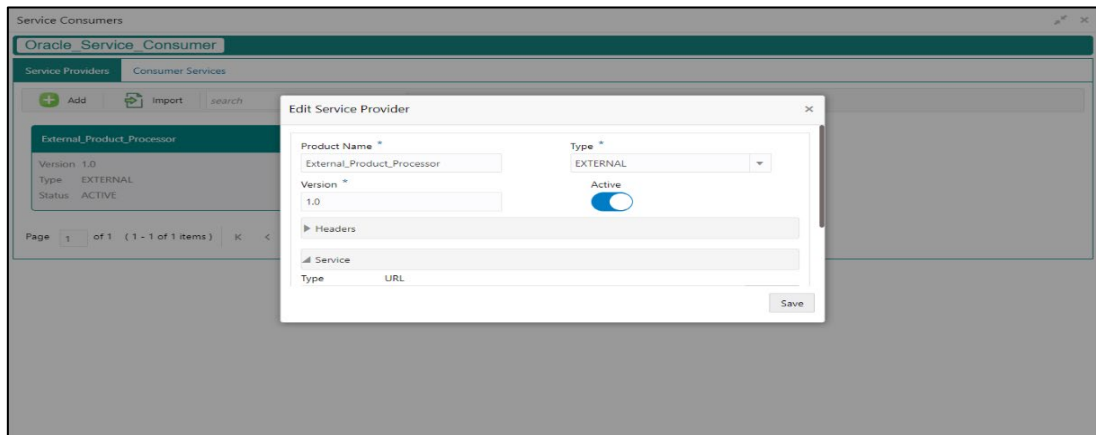 Service Consumers
Oracle_Service_Consumer
Service Providers Consumer Services
Add Import search
External_Product_Processor
Version 1.0
Type EXTERNAL
Status ACTIVE
Page 1 of 1 (1 - 1 of 1 items)
Edit Service Provider
Product Name * Type *
External_Product_Processor EXTERNAL
Version * Active
1.0
Headers
Service
Type URL
Save